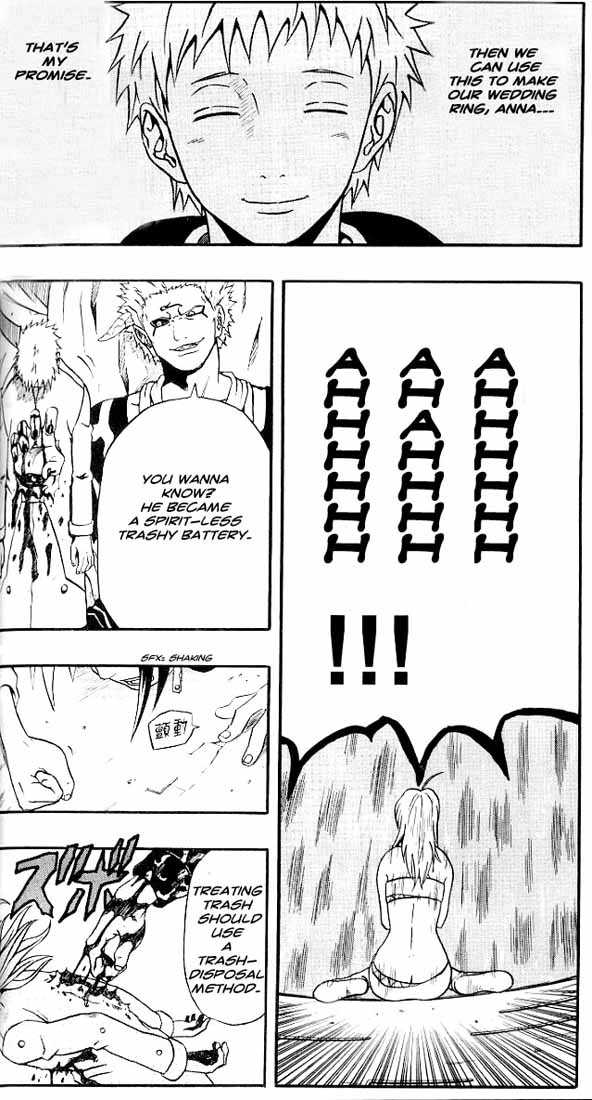 THEN WE
CAN USE
THIS TO MAKE
OUR WEDDING
RING, ANNA---
THAT'S
MY
PROMISE..
AHHHHHH
AHAHHHH
AHHHHHH
!!!
YOU WANNA
KNOW?
HE BECAME
A SPIRIT-LESS
TRASHY BATTERY..
SFX: SHAKING
顫動
TREATING
TRASH
SHOULD
USE
A
TRASH-
DISPOSAL
METHOD..